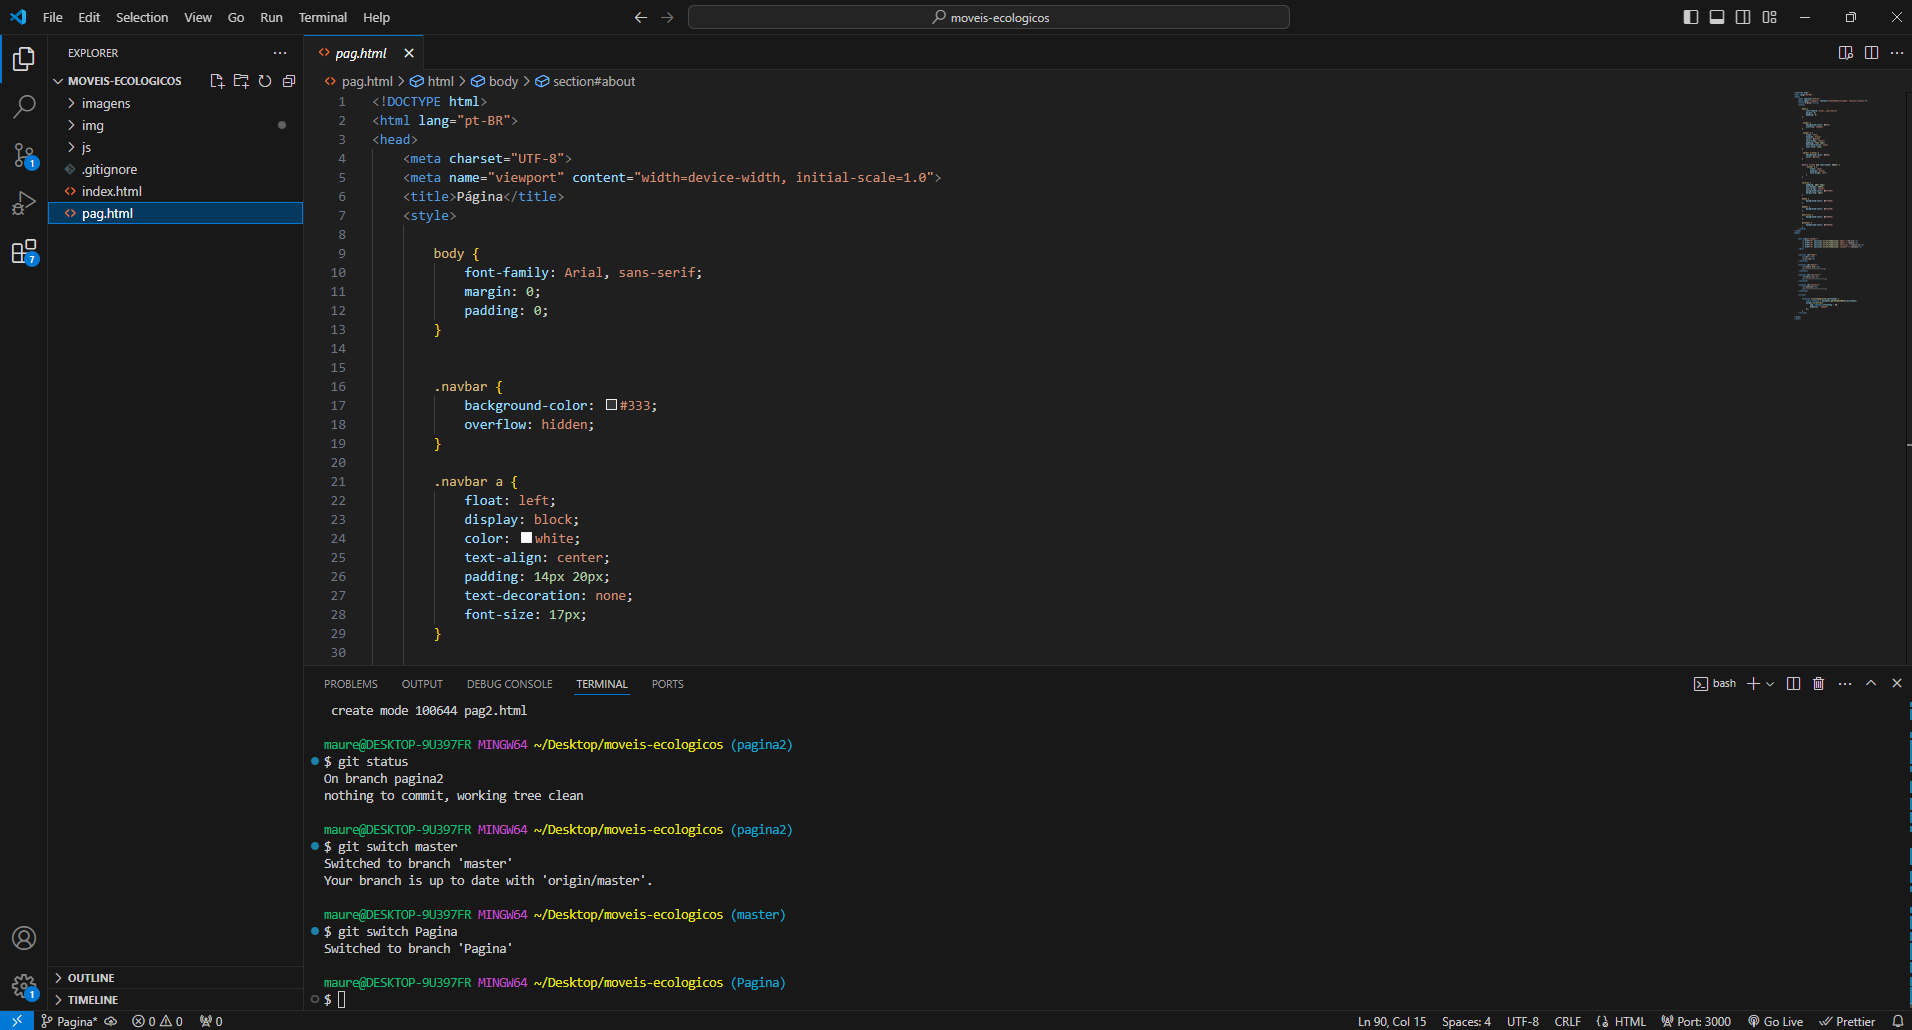 File Edit Selection View Go Run Terminal Help
moveis-ecologicos
EXPLORER
MOVEIS-ECOLOGICOS
imagens
img
js
.gitignore
index.html
pag.html
OUTLINE
TIMELINE
pag.html
pag.html > html > body > section#about
1 <!DOCTYPE html>
2 <html lang="pt-BR">
3 <head>
4 <meta charset="UTF-8">
5 <meta name="viewport" content="width=device-width, initial-scale=1.0">
6 <title>Página</title>
7 <style>
8
9 body {
10 font-family: Arial, sans-serif;
11 margin: 0;
12 padding: 0;
13 }
14
15
16 .navbar {
17 background-color: #333;
18 overflow: hidden;
19 }
20
21 .navbar a {
22 float: left;
23 display: block;
24 color: white;
25 text-align: center;
26 padding: 14px 20px;
27 text-decoration: none;
28 font-size: 17px;
29 }
30
PROBLEMS OUTPUT DEBUG CONSOLE TERMINAL PORTS
bash
create mode 100644 pag2.html
maure@DESKTOP-9U397FR MINGW64 ~/Desktop/moveis-ecologicos (pagina2)
$ git status
On branch pagina2
nothing to commit, working tree clean
maure@DESKTOP-9U397FR MINGW64 ~/Desktop/moveis-ecologicos (pagina2)
$ git switch master
Switched to branch 'master'
Your branch is up to date with 'origin/master'.
maure@DESKTOP-9U397FR MINGW64 ~/Desktop/moveis-ecologicos (master)
$ git switch Pagina
Switched to branch 'Pagina'
maure@DESKTOP-9U397FR MINGW64 ~/Desktop/moveis-ecologicos (Pagina)
$
1
7
1
Pagina* 0 0 0 Ln 90, Col 15 Spaces: 4 UTF-8 CRLF {} HTML Port: 3000 Go Live Prettier